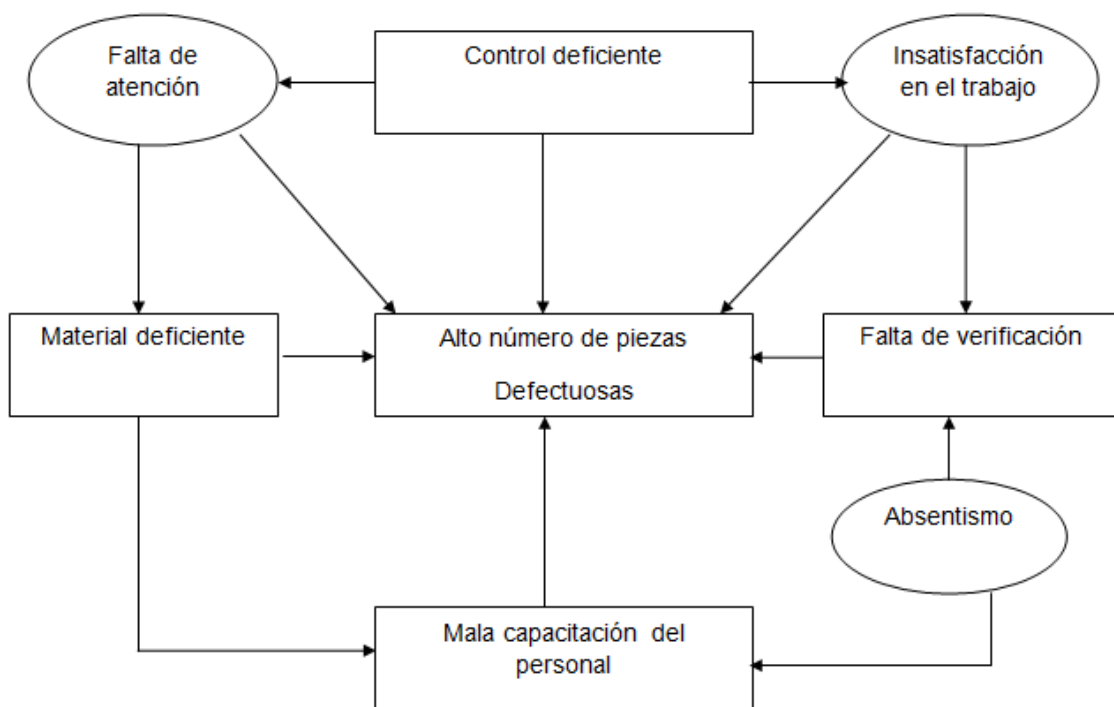 Falta de
atención
Control deficiente
Insatisfacción
en el trabajo
Material deficiente
Alto número de piezas
Defectuosas
Falta de verificación
Absentismo
Mala capacitación del
personal